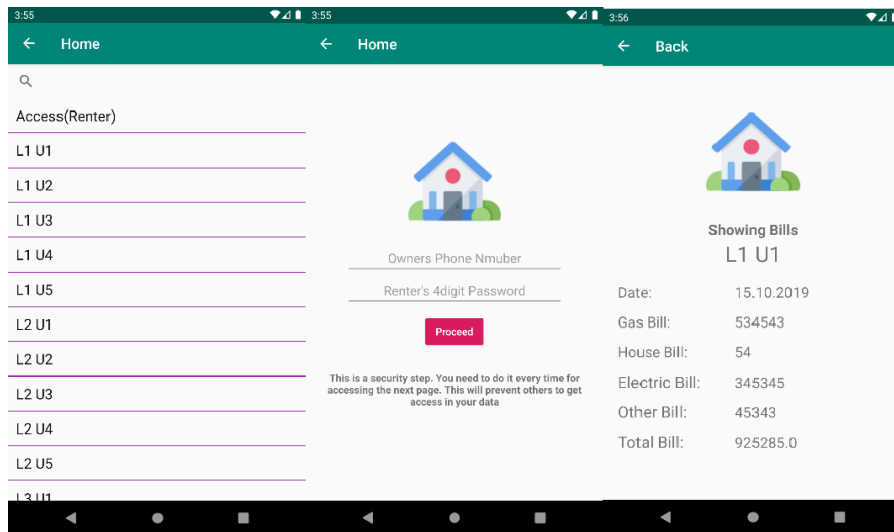 3:55
Home
Access(Renter)
L1 U1
L1 U2
L1 U3
L1 U4
L1 U5
L2 U1
L2 U2
L2 U3
L2 U4
L2 U5
L3 U1
3:55
Home
Owners Phone Nmuber
Renter's 4digit Password
Proceed
This is a security step. You need to do it every time for
accessing the next page. This will prevent others to get
access in your data
3:56
Back
Showing Bills
L1 U1
Date: 15.10.2019
Gas Bill: 534543
House Bill: 54
Electric Bill: 345345
Other Bill: 45343
Total Bill: 925285.0